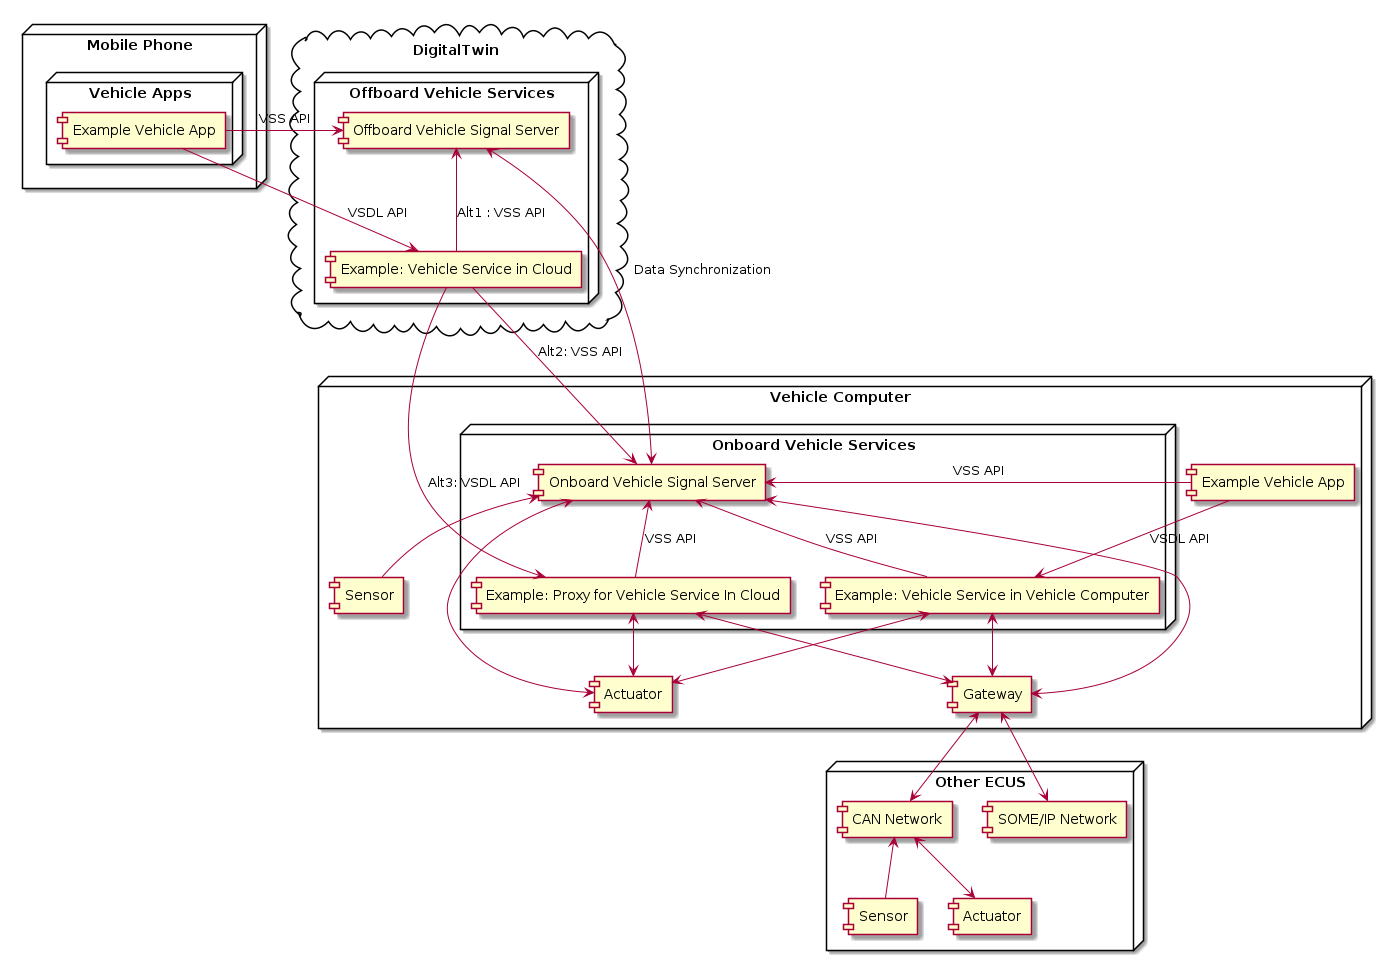 Mobile Phone
Vehicle Apps
Example Vehicle App
VSS API
DigitalTwin
Offboard Vehicle Services
Offboard Vehicle Signal Server
VSDL API
Alt1 : VSS API
Example: Vehicle Service in Cloud
Data Synchronization
Alt2: VSS API
Vehicle Computer
Onboard Vehicle Services
Onboard Vehicle Signal Server
VSS API
Example Vehicle App
Alt3: VSDL API
VSS API
VSS API
VSDL API
Sensor
Example: Proxy for Vehicle Service In Cloud
Example: Vehicle Service in Vehicle Computer
Actuator
Gateway
Other ECUS
CAN Network
SOME/IP Network
Sensor
Actuator